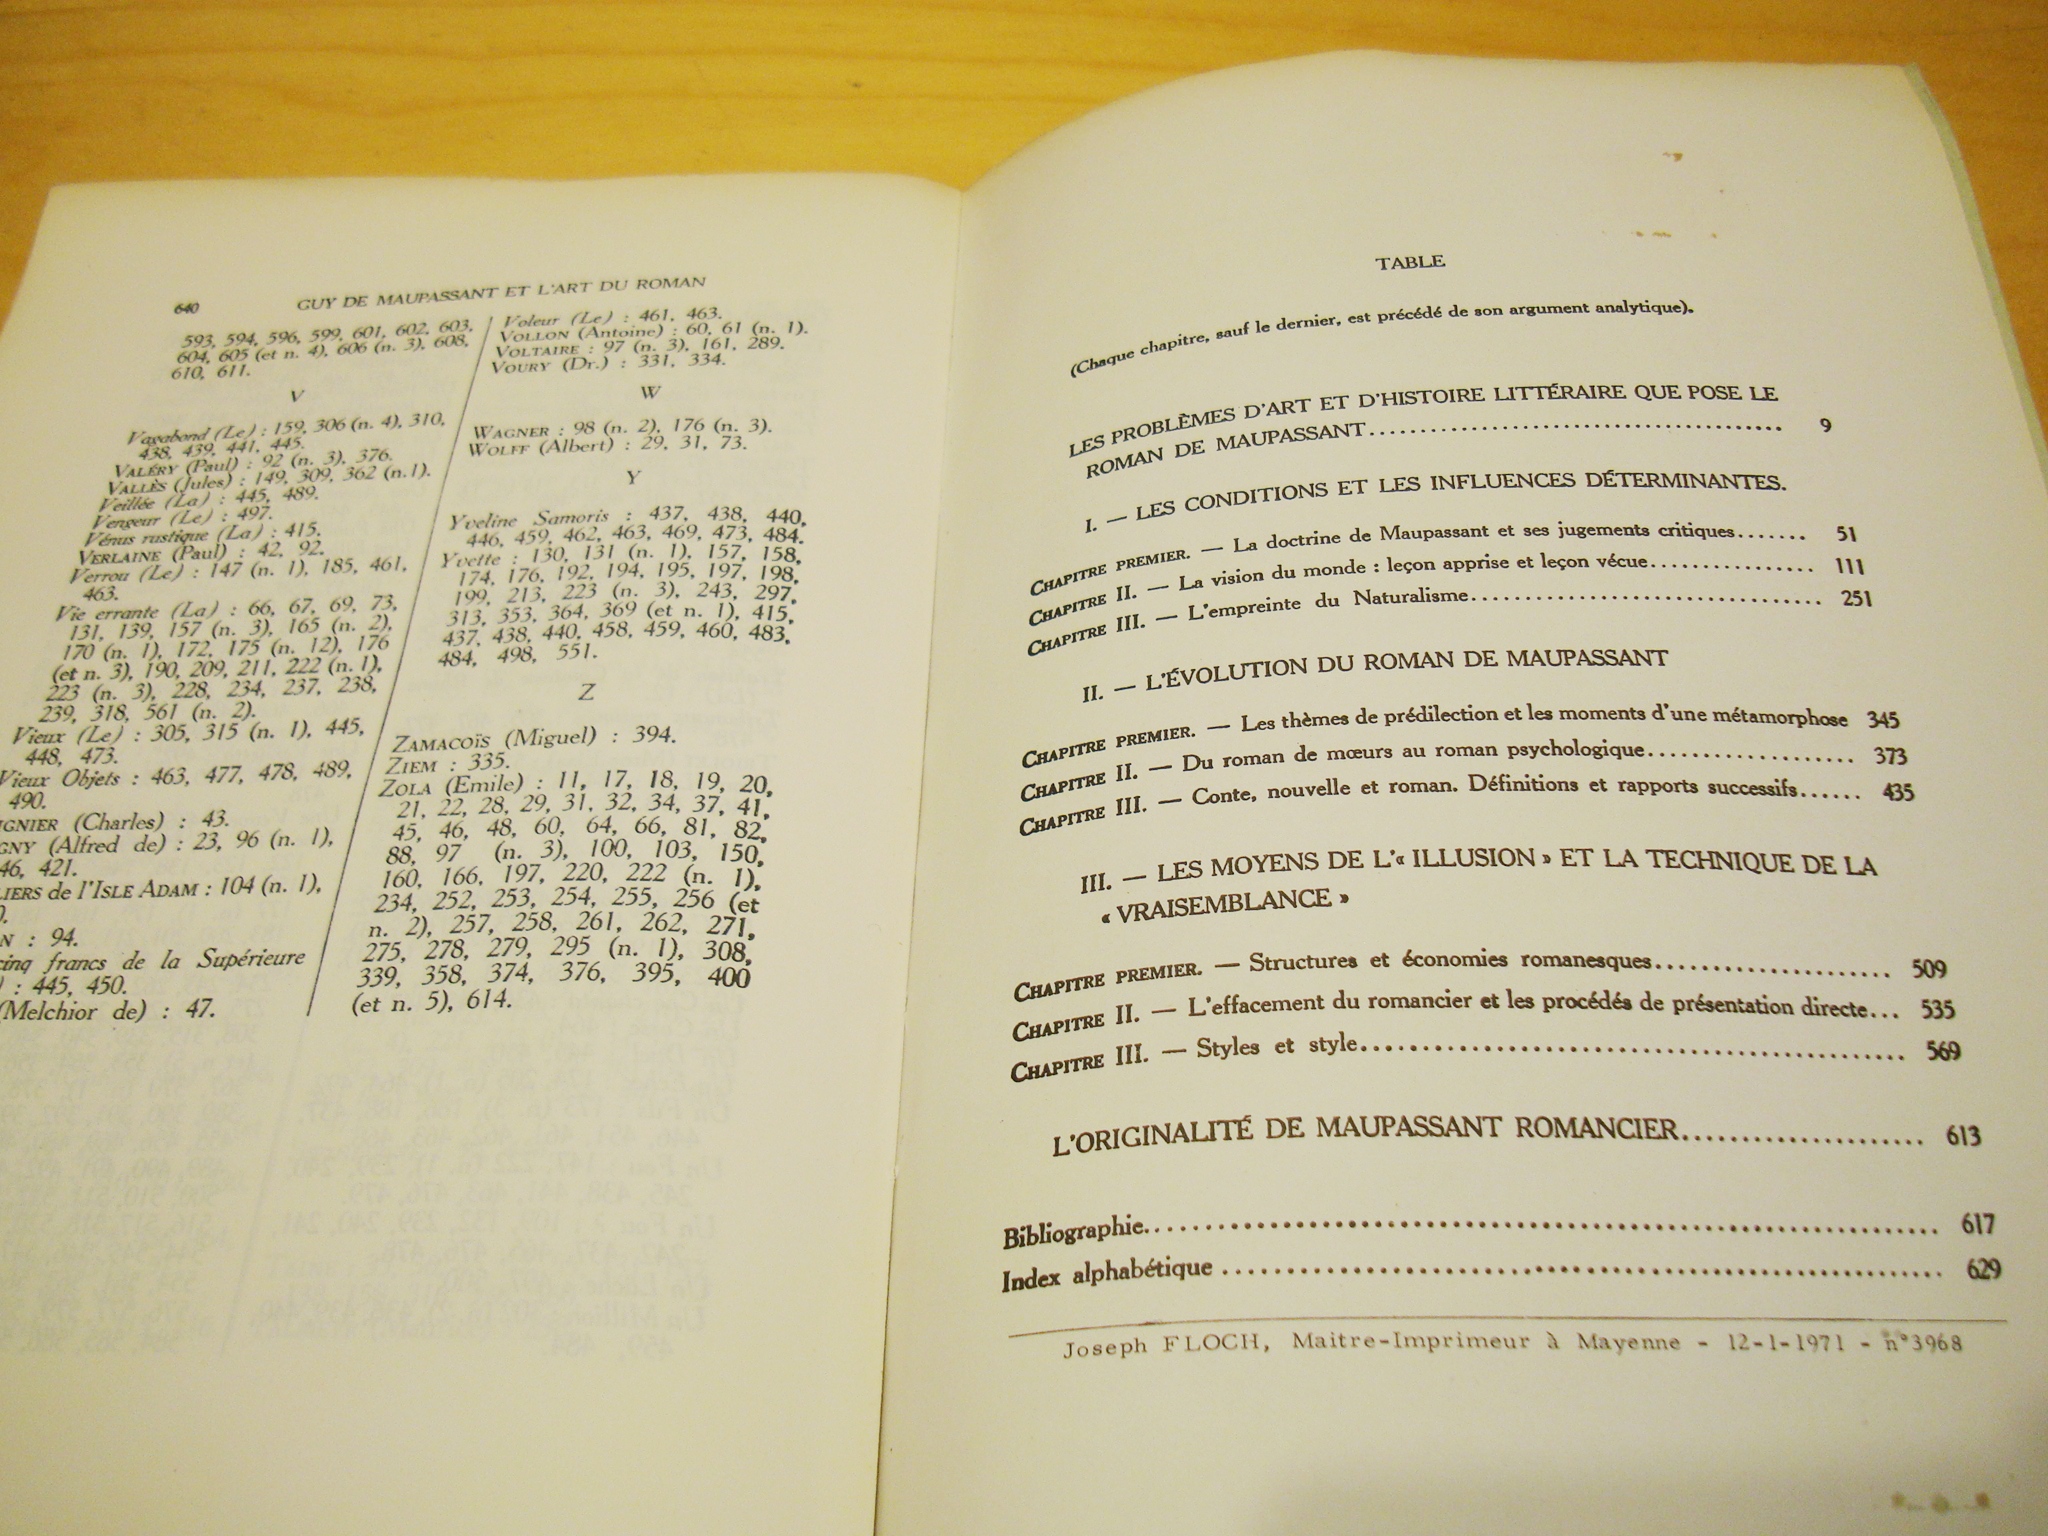 640 GUY DE MAUPASSANT ET L'ART DU ROMAN
593, 594, 596, 599, 601, 602, 603,
604, 605 (et n. 4), 606 (n. 3), 608,
610, 611.
V
Vagabond (Le) : 159, 306 (n. 4), 310,
438, 439, 441, 445.
VALÉRY (Paul) : 92 (n. 3), 376.
VALLÈS (Jules) : 149, 309, 362 (n.1).
Veillée (La) : 445, 489.
Vengeur (Le) : 497.
Vénus rustique (La) : 415.
VERLAINE (Paul) : 42, 92.
Verrou (Le) : 147 (n. 1), 185, 461,
463.
Vie errante (La) : 66, 67, 69, 73,
131, 139, 157 (n. 3), 165 (n. 2),
170 (n. 1), 172, 175 (n. 12), 176
(et n. 3), 190, 209, 211, 222 (n. 1),
223 (n. 3), 228, 234, 237, 238,
239, 318, 561 (n. 2).
Vieux (Le) : 305, 315 (n. 1), 445,
448, 473.
Vieux Objets : 463, 477, 478, 489,
490.
IGNIER (Charles) : 43.
GNY (Alfred de) : 23, 96 (n. 1),
46, 421.
LIERS de l'ISLE ADAM : 104 (n. 1),
).
N : 94.
cinq francs de la Supérieure
) : 445, 450.
(Melchior de) : 47.
Voleur (Le) : 461, 463.
VOLLON (Antoine) : 60, 61 (n. 1).
VOLTAIRE : 97 (n. 3), 161, 289.
VOURY (Dr.) : 331, 334.
W
WAGNER : 98 (n. 2), 176 (n. 3).
WOLFF (Albert) : 29, 31, 73.
Y
Yveline Samoris : 437, 438, 440,
446, 459, 462, 463, 469, 473, 484.
Yvette : 130, 131 (n. 1), 157, 158,
174, 176, 192, 194, 195, 197, 198,
199, 213, 223 (n. 3), 243, 297,
313, 353, 364, 369 (et n. 1), 415,
437, 438, 440, 458, 459, 460, 483,
484, 498, 551.
Z
ZAMACOÏS (Miguel) : 394.
ZIEM : 335.
ZOLA (Emile) : 11, 17, 18, 19, 20,
21, 22, 28, 29, 31, 32, 34, 37, 41,
45, 46, 48, 60, 64, 66, 81, 82,
88, 97 (n. 3), 100, 103, 150,
160, 166, 197, 220, 222 (n. 1),
234, 252, 253, 254, 255, 256 (et
n. 2), 257, 258, 261, 262, 271,
275, 278, 279, 295 (n. 1), 308,
339, 358, 374, 376, 395, 400
(et n. 5), 614.
TABLE
(Chaque chapitre, sauf le dernier, est précédé de son argument analytique).
LES PROBLÈMES D'ART ET D'HISTOIRE LITTÉRAIRE QUE POSE LE
ROMAN DE MAUPASSANT........................................ 9
I. — LES CONDITIONS ET LES INFLUENCES DÉTERMINANTES.
CHAPITRE PREMIER. — La doctrine de Maupassant et ses jugements critiques....... 51
CHAPITRE II. — La vision du monde : leçon apprise et leçon vécue................ 111
CHAPITRE III. — L'empreinte du Naturalisme.................................. 251
II. — L'ÉVOLUTION DU ROMAN DE MAUPASSANT
CHAPITRE PREMIER. — Les thèmes de prédilection et les moments d'une métamorphose 345
CHAPITRE II. — Du roman de mœurs au roman psychologique.................... 373
CHAPITRE III. — Conte, nouvelle et roman. Définitions et rapports successifs...... 435
III. — LES MOYENS DE L'« ILLUSION » ET LA TECHNIQUE DE LA
« VRAISEMBLANCE »
CHAPITRE PREMIER. — Structures et économies romanesques..................... 509
CHAPITRE II. — L'effacement du romancier et les procédés de présentation directe... 535
CHAPITRE III. — Styles et style............................................. 569
L'ORIGINALITÉ DE MAUPASSANT ROMANCIER..................... 613
Bibliographie.................................................... 617
Index alphabétique .............................................. 629
Joseph FLOCH, Maitre-Imprimeur à Mayenne - 12-1-1971 - n°3968